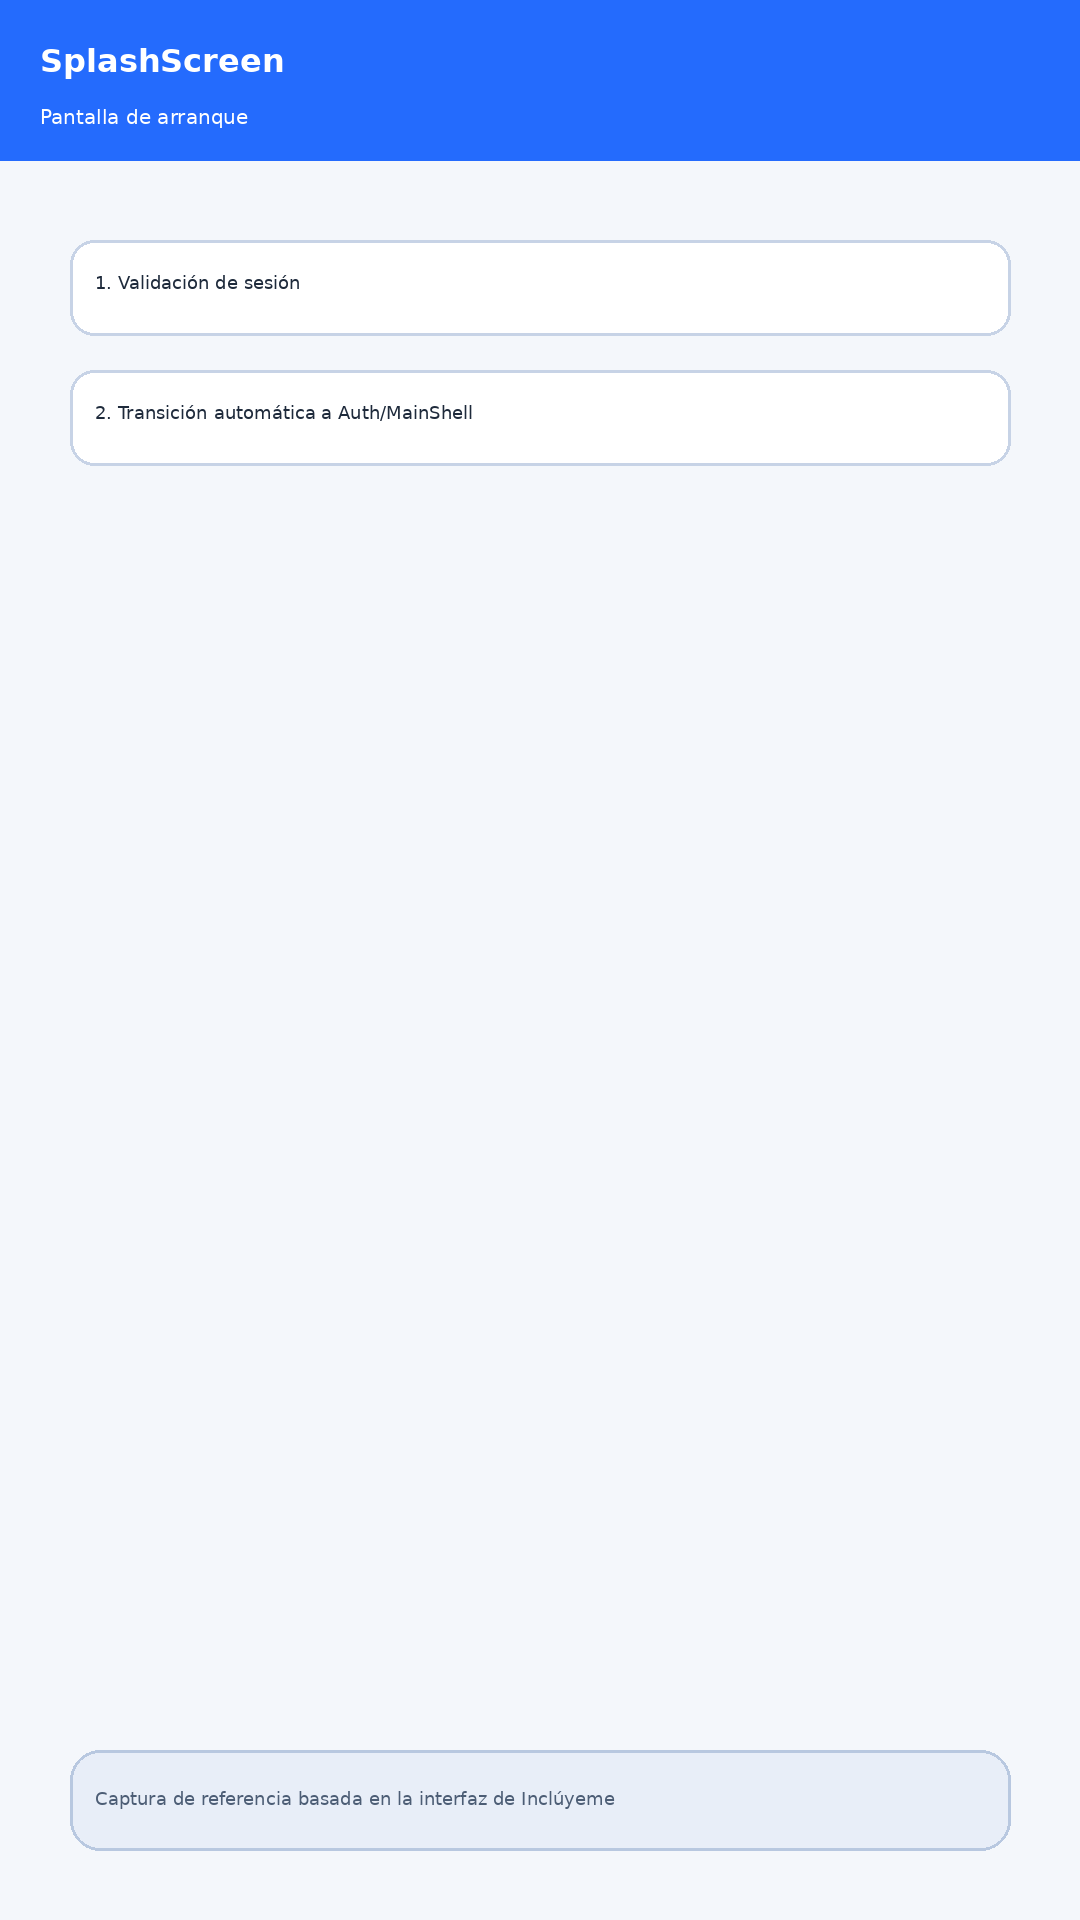 SplashScreen
Pantalla de arranque
1. Validación de sesión
2. Transición automática a Auth/MainShell
Captura de referencia basada en la interfaz de Inclúyeme